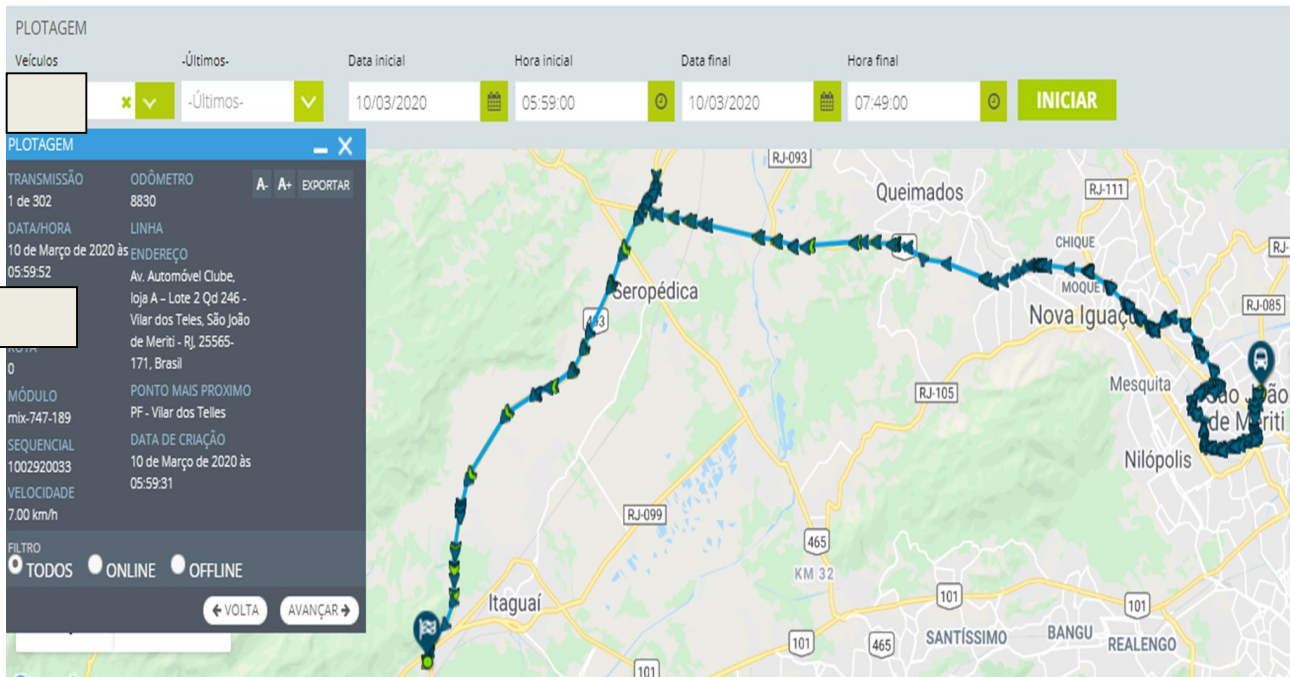 PLOTAGEM
Veículos
-Últimos-
Data inicial
Hora inicial
Data final
Hora final
-Últimos-
10/03/2020
05:59:00
10/03/2020
07:49:00
INICIAR
PLOTAGEM
TRANSMISSÃO
1 de 302
ODÔMETRO
8830
A-
A+
EXPORTAR
DATA/HORA
10 de Março de 2020 às
05:59:52
LINHA
ENDEREÇO
Av. Automóvel Clube,
loja A – Lote 2 Qd 246 -
Vilar dos Teles, São João
de Meriti - RJ, 25565-
171, Brasil
ROTA
0
MÓDULO
mix-747-189
PONTO MAIS PROXIMO
PF - Vilar dos Telles
SEQUENCIAL
1002920033
DATA DE CRIAÇÃO
10 de Março de 2020 às
05:59:31
VELOCIDADE
7.00 km/h
FILTRO
TODOS
ONLINE
OFFLINE
VOLTA
AVANÇAR
RJ-093
Queimados
RJ-111
CHIQUE
RJ-
MOQUET
Seropédica
Nova Iguaçu
RJ-085
493
Mesquita
RJ-105
São João
de Meriti
Nilópolis
RJ-099
465
KM 32
Itaguaí
101
101
SANTÍSSIMO
BANGU
REALENGO
101
465
101